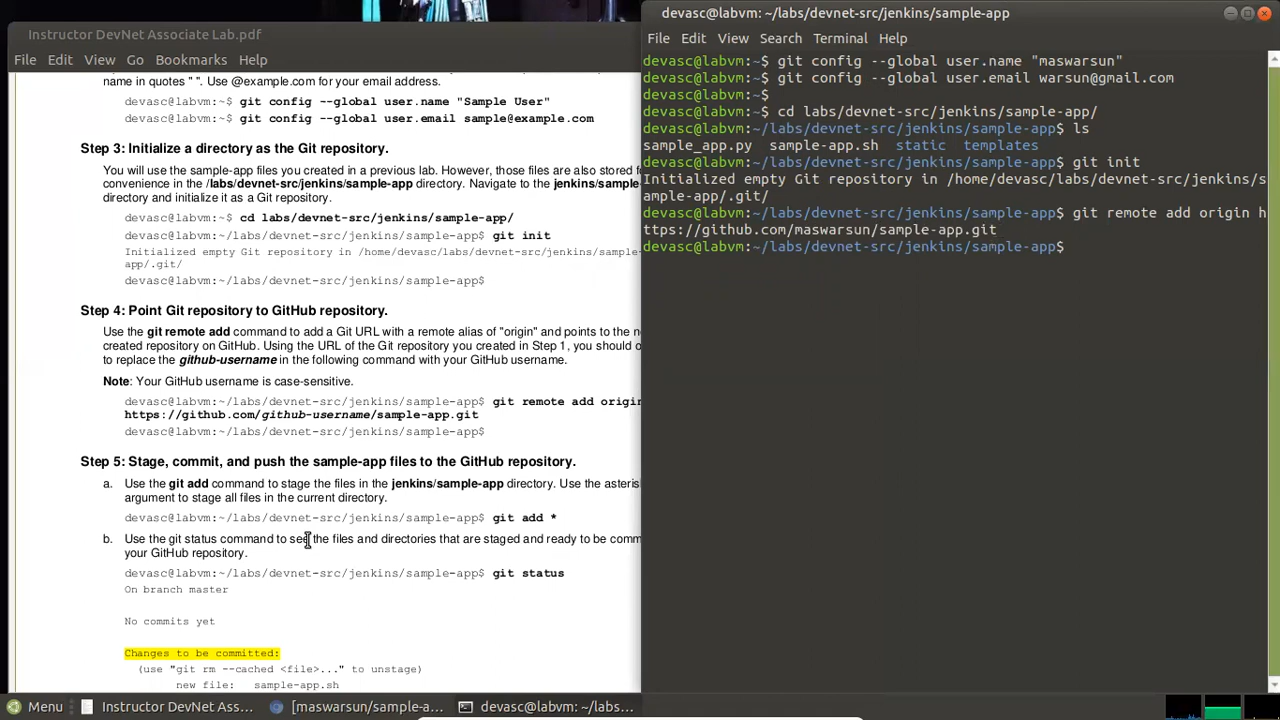 Instructor DevNet Associate Lab.pdf
File Edit View Go Bookmarks Help
name in quotes " ". Use @example.com for your email address.
devasc@labvm:~$ git config --global user.name "Sample User"
devasc@labvm:~$ git config --global user.email sample@example.com
Step 3: Initialize a directory as the Git repository.
You will use the sample-app files you created in a previous lab. However, those files are also stored fo
convenience in the /labs/devnet-src/jenkins/sample-app directory. Navigate to the jenkins/sample-
directory and initialize it as a Git repository.
devasc@labvm:~$ cd labs/devnet-src/jenkins/sample-app/
devasc@labvm:~/labs/devnet-src/jenkins/sample-app$ git init
Initialized empty Git repository in /home/devasc/labs/devnet-src/jenkins/sample-
app/.git/
devasc@labvm:~/labs/devnet-src/jenkins/sample-app$
Step 4: Point Git repository to GitHub repository.
Use the git remote add command to add a Git URL with a remote alias of "origin" and points to the ne
created repository on GitHub. Using the URL of the Git repository you created in Step 1, you should o
to replace the github-username in the following command with your GitHub username.
Note: Your GitHub username is case-sensitive.
devasc@labvm:~/labs/devnet-src/jenkins/sample-app$ git remote add origin
https://github.com/github-username/sample-app.git
devasc@labvm:~/labs/devnet-src/jenkins/sample-app$
Step 5: Stage, commit, and push the sample-app files to the GitHub repository.
a. Use the git add command to stage the files in the jenkins/sample-app directory. Use the asteris
argument to stage all files in the current directory.
devasc@labvm:~/labs/devnet-src/jenkins/sample-app$ git add *
b. Use the git status command to see the files and directories that are staged and ready to be comm
your GitHub repository.
devasc@labvm:~/labs/devnet-src/jenkins/sample-app$ git status
On branch master
No commits yet
Changes to be committed:
(use "git rm --cached <file>..." to unstage)
new file: sample-app.sh
devasc@labvm: ~/labs/devnet-src/jenkins/sample-app
File Edit View Search Terminal Help
devasc@labvm:~$ git config --global user.name "maswarsun"
devasc@labvm:~$ git config --global user.email warsun@gmail.com
devasc@labvm:~$
devasc@labvm:~$ cd labs/devnet-src/jenkins/sample-app/
devasc@labvm:~/labs/devnet-src/jenkins/sample-app$ ls
sample_app.py sample-app.sh static templates
devasc@labvm:~/labs/devnet-src/jenkins/sample-app$ git init
Initialized empty Git repository in /home/devasc/labs/devnet-src/jenkins/s
ample-app/.git/
devasc@labvm:~/labs/devnet-src/jenkins/sample-app$ git remote add origin h
ttps://github.com/maswarsun/sample-app.git
devasc@labvm:~/labs/devnet-src/jenkins/sample-app$
Menu Instructor DevNet Asso... [maswarsun/sample-a... devasc@labvm: ~/labs...